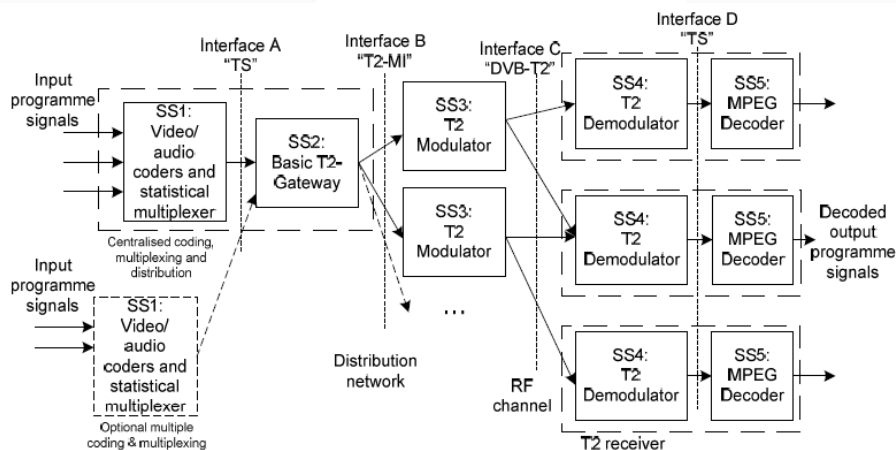 Input
programme
signals
SS1:
Video/
audio
coders and
statistical
multiplexer
Centralised coding,
multiplexing and
distribution
Interface A
“TS”
SS2:
Basic T2-
Gateway
Input
programme
signals
SS1:
Video/
audio
coders and
statistical
multiplexer
Optional multiple
coding & multiplexing
Interface B
“T2-MI”
SS3:
T2
Modulator
SS3:
T2
Modulator
...
Distribution
network
Interface C
“DVB-T2”
RF
channel
Interface D
“TS”
SS4:
T2
Demodulator
SS5:
MPEG
Decoder
SS4:
T2
Demodulator
SS5:
MPEG
Decoder
Decoded
output
programme
signals
SS4:
T2
Demodulator
SS5:
MPEG
Decoder
T2 receiver